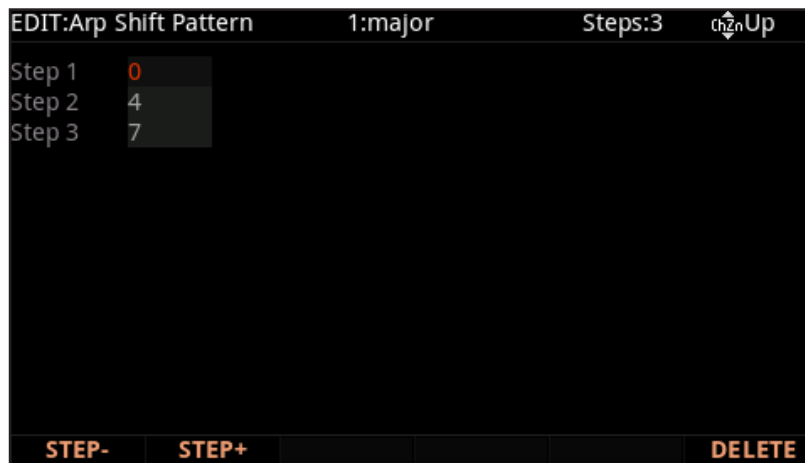 EDIT:Arp Shift Pattern 1:major Steps:3 ChZnUp
Step 1 0
Step 2 4
Step 3 7
STEP- STEP+ DELETE